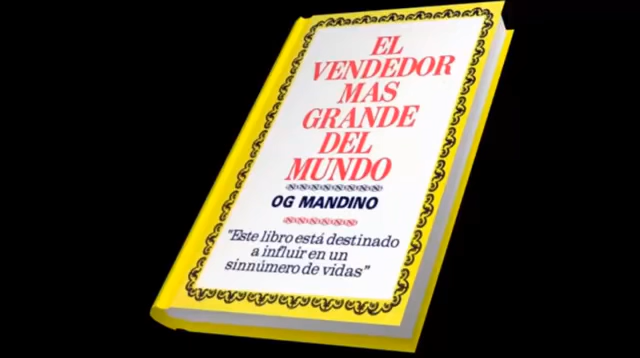 EL
VENDEDOR
MAS
GRANDE
DEL
MUNDO
OG MANDINO
"Este libro está destinado
a influir en un
sinnúmero de vidas"